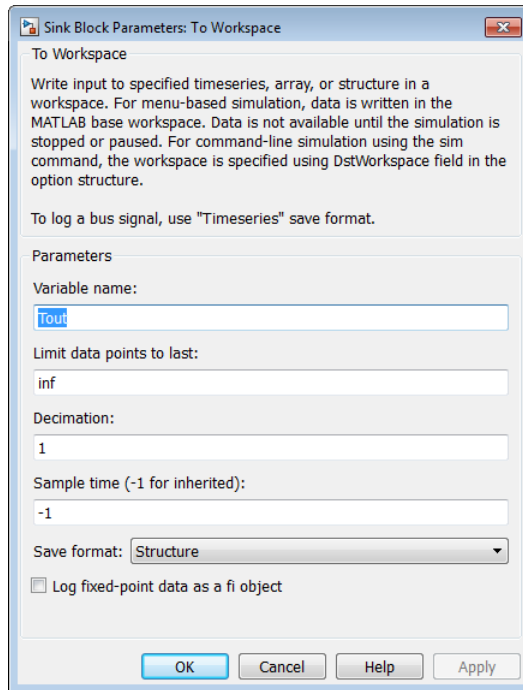 Sink Block Parameters: To Workspace
To Workspace
Write input to specified timeseries, array, or structure in a
workspace. For menu-based simulation, data is written in the
MATLAB base workspace. Data is not available until the simulation is
stopped or paused. For command-line simulation using the sim
command, the workspace is specified using DstWorkspace field in the
option structure.
To log a bus signal, use "Timeseries" save format.
Parameters
Variable name:
Tout
Limit data points to last:
inf
Decimation:
1
Sample time (-1 for inherited):
-1
Save format: Structure
Log fixed-point data as a fi object
OK Cancel Help Apply